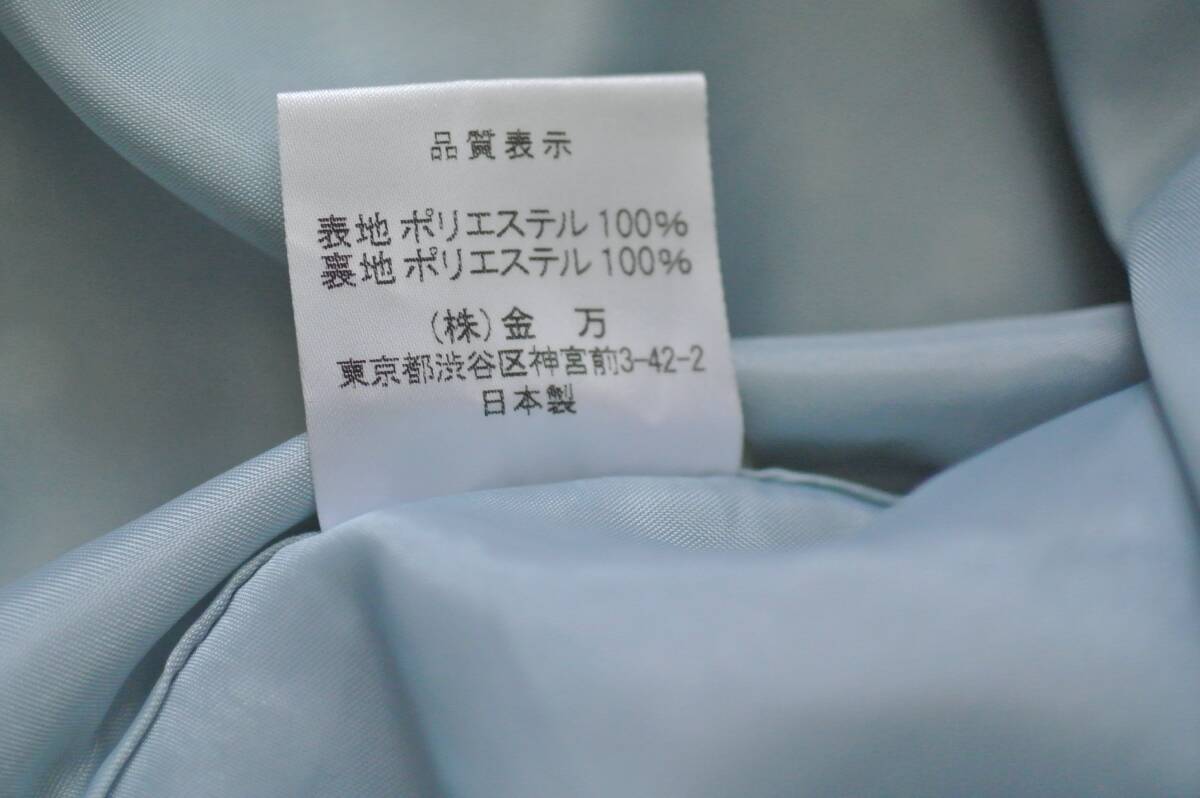 品質表示
表地 ポリエステル 100%
裏地 ポリエステル 100%
(株)金　万
東京都渋谷区神宮前3-42-2
日本製